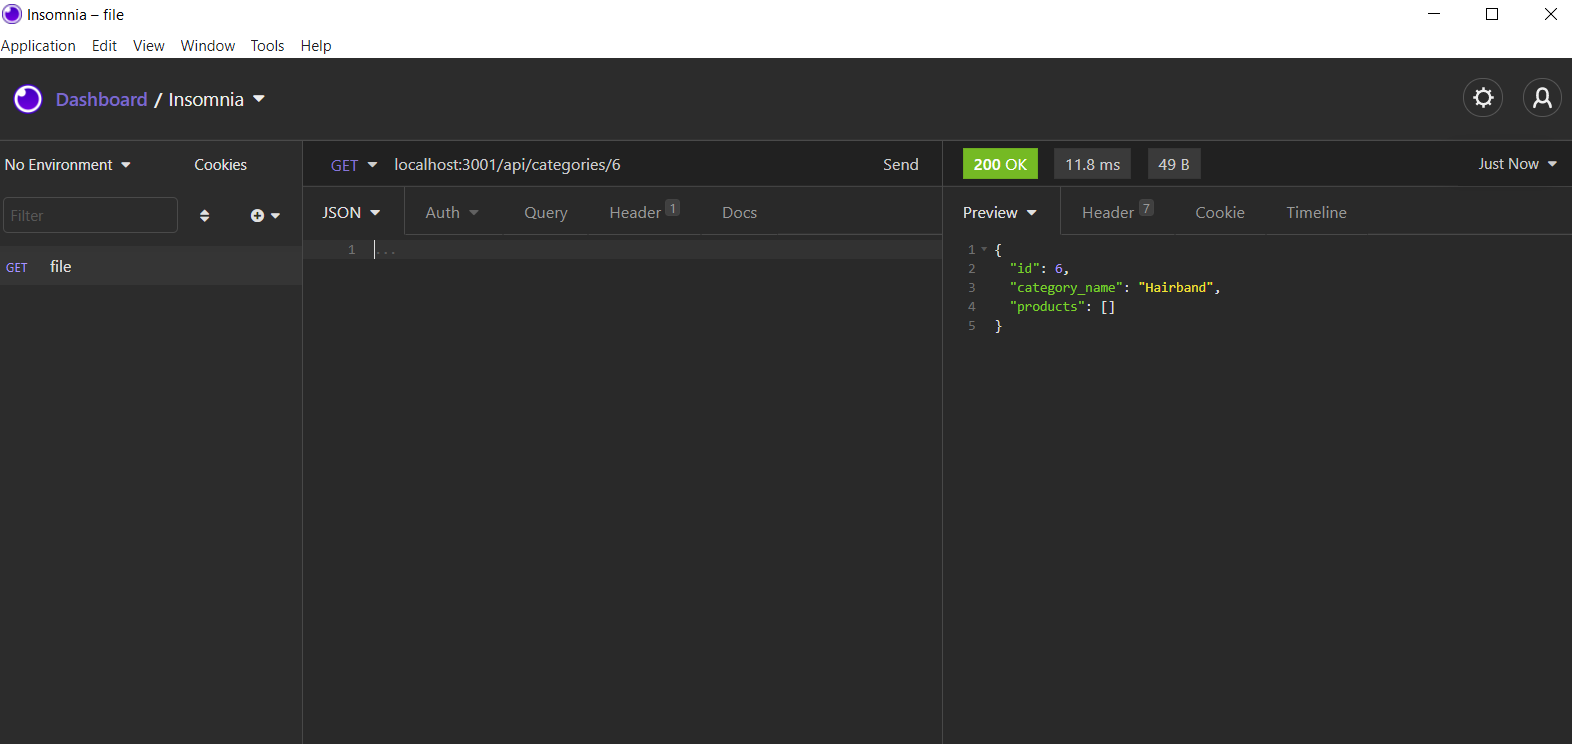 Insomnia – file
Application Edit View Window Tools Help
Dashboard / Insomnia
No Environment Cookies
GET localhost:3001/api/categories/6 Send
200 OK 11.8 ms 49 B Just Now
Filter
JSON Auth Query Header 1 Docs
Preview Header 7 Cookie Timeline
GET file
1 ...
1 {
2 "id": 6,
3 "category_name": "Hairband",
4 "products": []
5 }